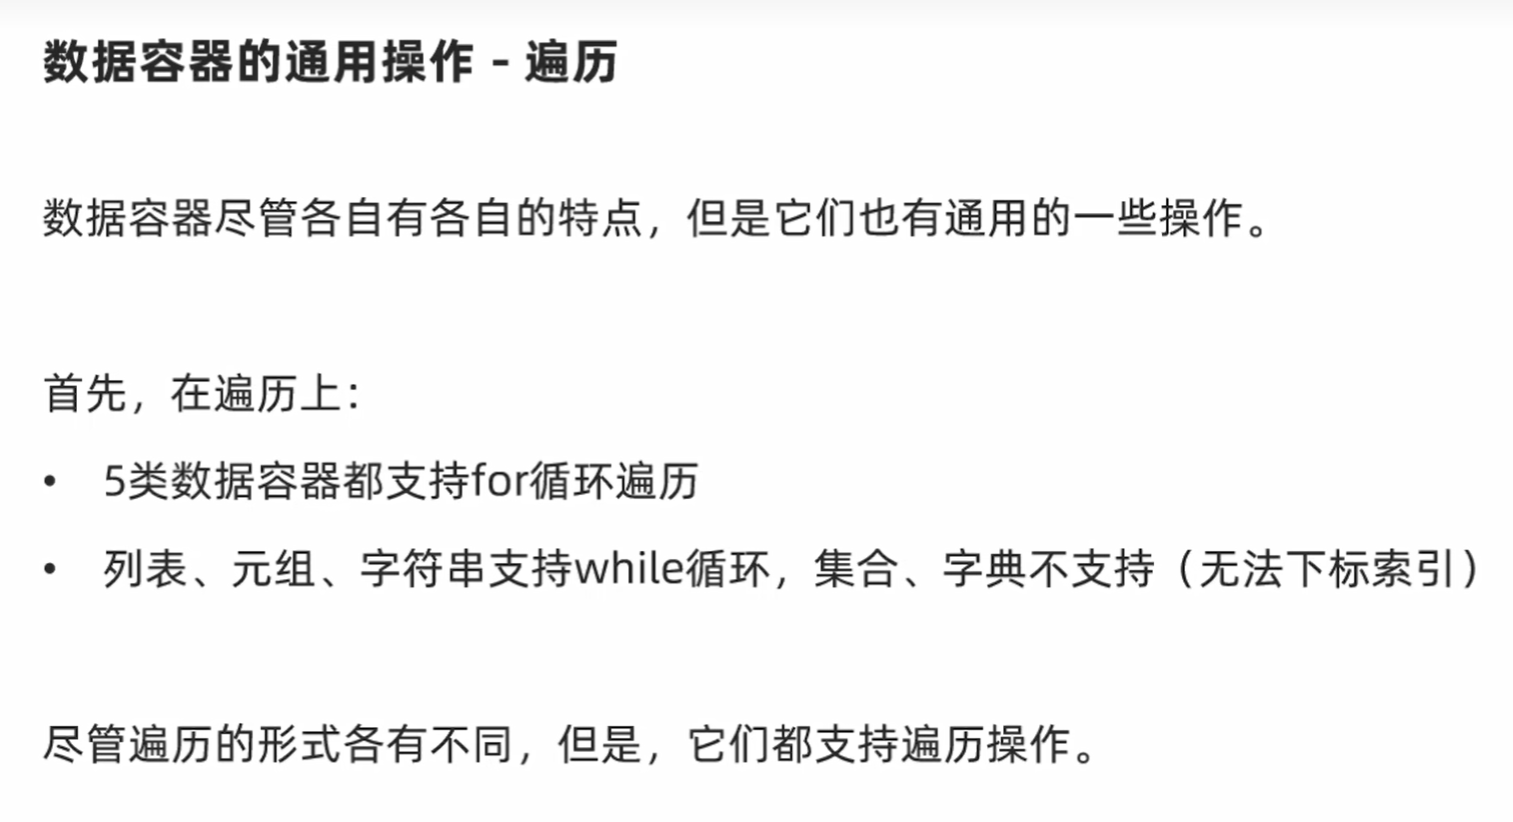 数据容器的通用操作 - 遍历
数据容器尽管各自有各自的特点，但是它们也有通用的一些操作。
首先，在遍历上：
• 5类数据容器都支持for循环遍历
• 列表、元组、字符串支持while循环，集合、字典不支持（无法下标索引）
尽管遍历的形式各有不同，但是，它们都支持遍历操作。